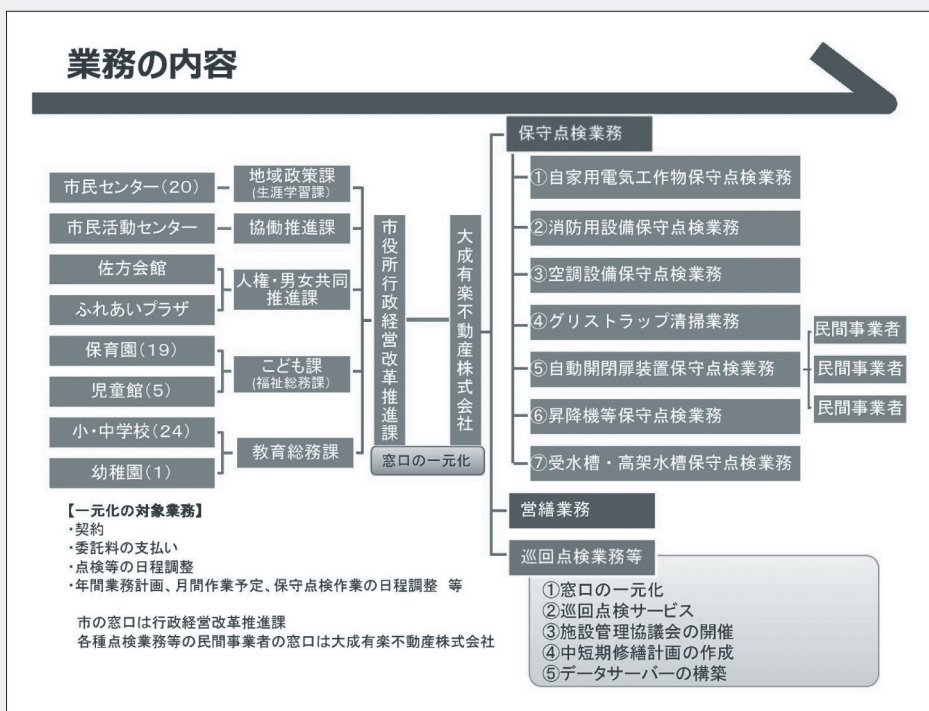 業務の内容
市民センター(20)
市民活動センター
佐方会館
ふれあいプラザ
保育園(19)
児童館(5)
小・中学校(24)
幼稚園(1)
地域政策課
(生涯学習課)
協働推進課
人権・男女共同
推進課
こども課
(福祉総務課)
教育総務課
市役所行政経営改革推進課
大成有楽不動産株式会社
窓口の一元化
保守点検業務
①自家用電気工作物保守点検業務
②消防用設備保守点検業務
③空調設備保守点検業務
④グリストラップ清掃業務
⑤自動開閉扉装置保守点検業務
⑥昇降機等保守点検業務
⑦受水槽・高架水槽保守点検業務
民間事業者
民間事業者
民間事業者
営繕業務
巡回点検業務等
①窓口の一元化
②巡回点検サービス
③施設管理協議会の開催
④中短期修繕計画の作成
⑤データサーバーの構築
【一元化の対象業務】
・契約
・委託料の支払い
・点検等の日程調整
・年間業務計画、月間作業予定、保守点検作業の日程調整 等
市の窓口は行政経営改革推進課
各種点検業務等の民間事業者の窓口は大成有楽不動産株式会社